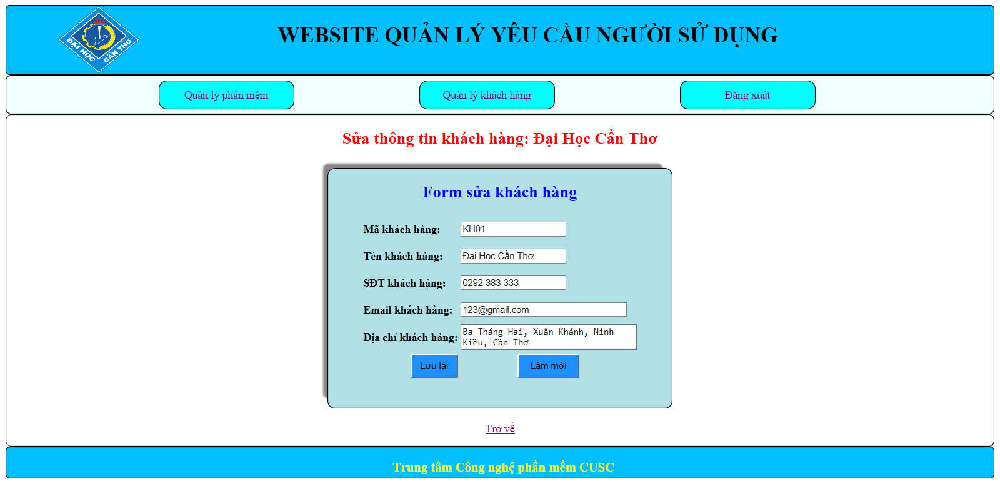 ĐẠI HỌC CẦN THƠ
WEBSITE QUẢN LÝ YÊU CẦU NGƯỜI SỬ DỤNG
Quản lý phần mềm
Quản lý khách hàng
Đăng xuất
Sửa thông tin khách hàng: Đại Học Cần Thơ
Form sửa khách hàng
Mã khách hàng: KH01
Tên khách hàng: Đại Học Cần Thơ
SĐT khách hàng: 0292 383 333
Email khách hàng: 123@gmail.com
Địa chỉ khách hàng: Ba Tháng Hai, Xuân Khánh, Ninh
Kiều, Cần Thơ
Lưu lại
Làm mới
Trở về
Trung tâm Công nghệ phần mềm CUSC